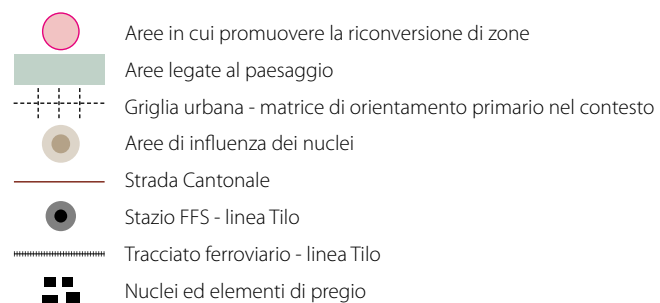 Aree in cui promuovere la riconversione di zone
Aree legate al paesaggio
Griglia urbana - matrice di orientamento primario nel contesto
Aree di influenza dei nuclei
Strada Cantonale
Stazio FFS - linea Tilo
Tracciato ferroviario - linea Tilo
Nuclei ed elementi di pregio